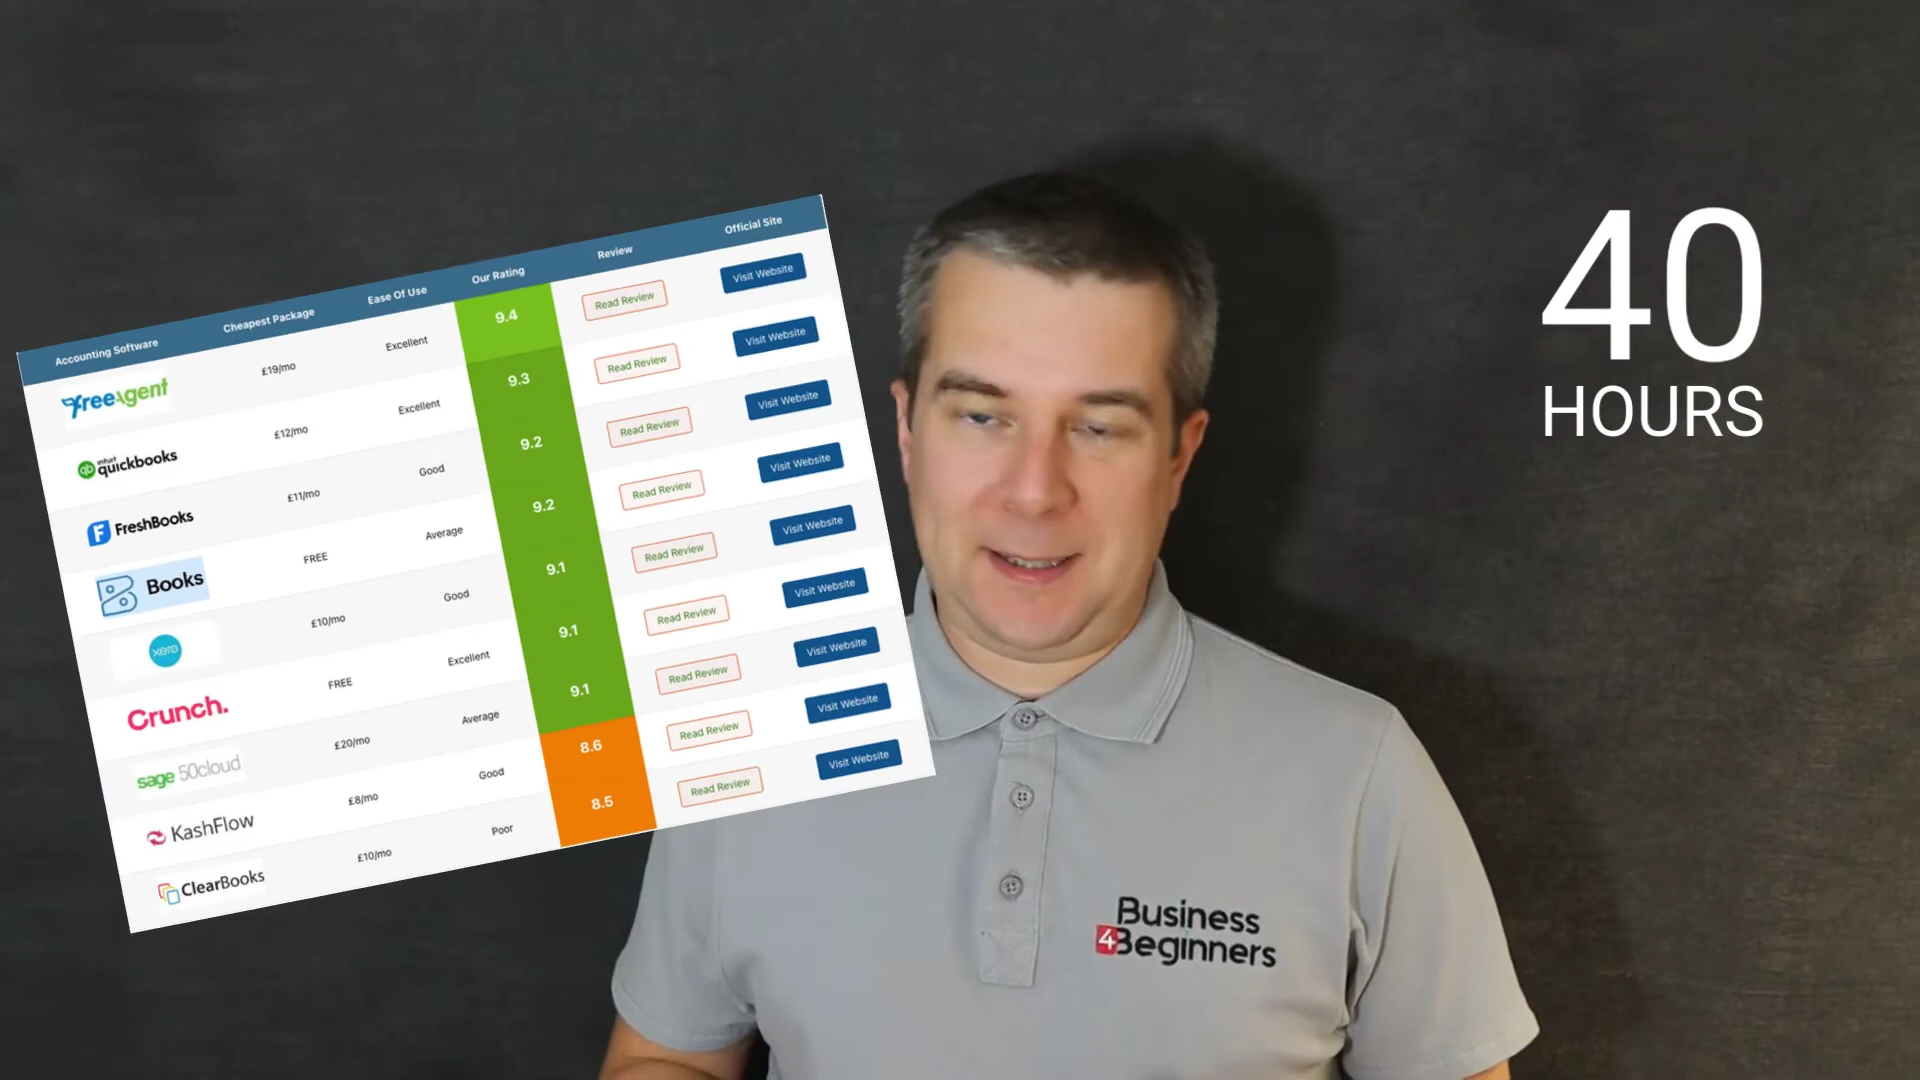 Accounting Software Cheapest Package Ease Of Use Our Rating Review Official Site
freeagent £19/mo Excellent 9.4 Read Review Visit Website
intuit quickbooks £12/mo Excellent 9.3 Read Review Visit Website
FreshBooks £11/mo Good 9.2 Read Review Visit Website
Books FREE Average 9.2 Read Review Visit Website
xero £10/mo Good 9.1 Read Review Visit Website
Crunch. FREE Excellent 9.1 Read Review Visit Website
sage 50cloud £20/mo Average 9.1 Read Review Visit Website
KashFlow £8/mo Good 8.6 Read Review Visit Website
ClearBooks £10/mo Poor 8.5 Read Review Visit Website
40
HOURS
Business
4Beginners